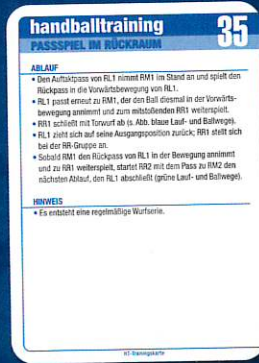 handballtraining
35
PASSSPIEL IM RÜCKRAUM
ABLAUF
• Den Auftaktpass von RL1 nimmt RM1 im Stand an und spielt den
Rückpass in die Vorwärtsbewegung von RL1.
• RL1 passt erneut zu RM1, der den Ball diesmal in der Vorwärts-
bewegung annimmt und zum mitstoßenden RR1 weiterspielt.
• RR1 schließt mit Torwurf ab (s. Abb. blaue Lauf- und Ballwege).
• RL1 zieht sich auf seine Ausgangsposition zurück; RR1 stellt sich
bei der RR-Gruppe an.
• Sobald RM1 den Rückpass von RL1 in der Bewegung annimmt
und zu RR1 weiterspielt, startet RR2 mit dem Pass zu RM2 den
nächsten Ablauf, den RL1 abschließt (grüne Lauf- und Ballwege).
HINWEIS
• Es entsteht eine regelmäßige Wurfserie.
HT-Trainingskarte